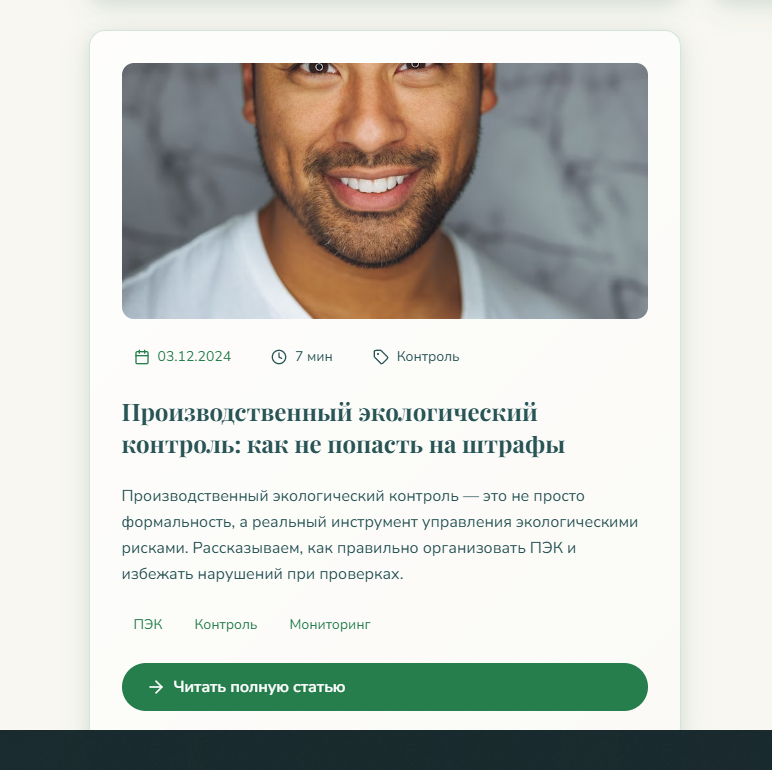 03.12.2024 7 мин Контроль
Производственный экологический
контроль: как не попасть на штрафы
Производственный экологический контроль — это не просто
формальность, а реальный инструмент управления экологическими
рисками. Рассказываем, как правильно организовать ПЭК и
избежать нарушений при проверках.
ПЭК Контроль Мониторинг
Читать полную статью